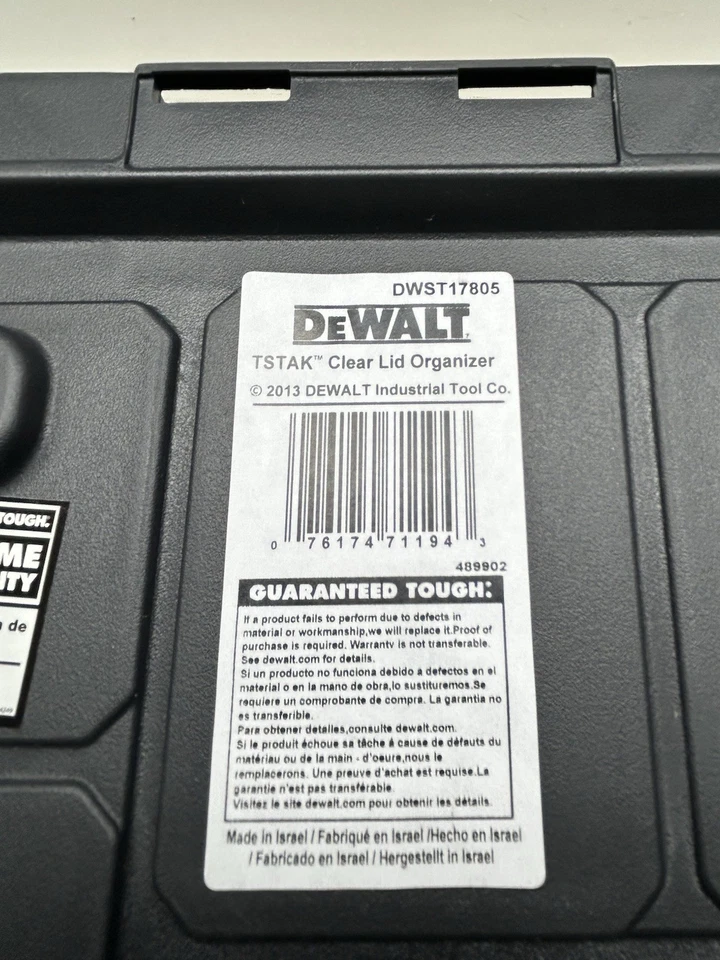 DWST17805
DEWALT
TSTAK™ Clear Lid Organizer
© 2013 DEWALT Industrial Tool Co.
0 76174 71194 3
489902
GUARANTEED TOUGH:
If a product fails to perform due to defects in
material or workmanship,we will replace it.Proof of
purchase is required. Warranty is not transferable.
See dewalt.com for details.
Si un producto no funciona debido a defectos en el
material o en la mano de obra,lo sustituremos.Se
requiere un comprobante de compra. La garantia no
es transferible.
Para obtener detalles,consulte dewalt.com.
Si le produit échoue sa tâche à cause de défauts du
matériau ou de la main - d'oeure,nous le
remplacerons. Une preuve d'achat est requise.La
garantie n'est pas transférable.
Visitez le site dewalt.com pour obtenir les détails.
Made in Israel / Fabriqué en Israel /Hecho en Israel
/ Fabricado en Israel / Hergestellt in Israel
TOUGH.
ME
ITY
de